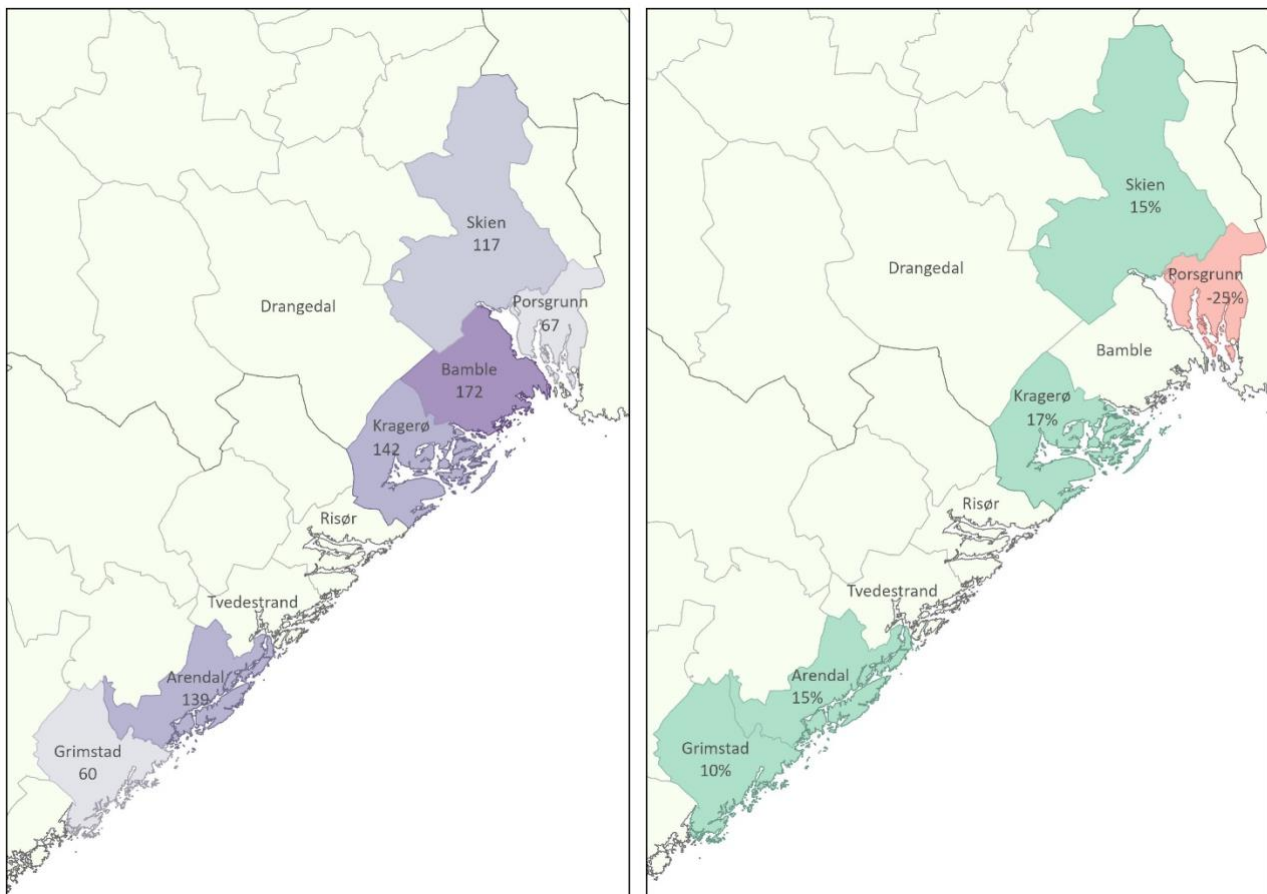 Skien
117
Drangedal
Porsgrunn
67
Bamble
172
Kragerø
142
Risør
Tvedestrand
Arendal
139
Grimstad
60
Skien
15%
Drangedal
Porsgrunn
-25%
Bamble
Kragerø
17%
Risør
Tvedestrand
Arendal
15%
Grimstad
10%